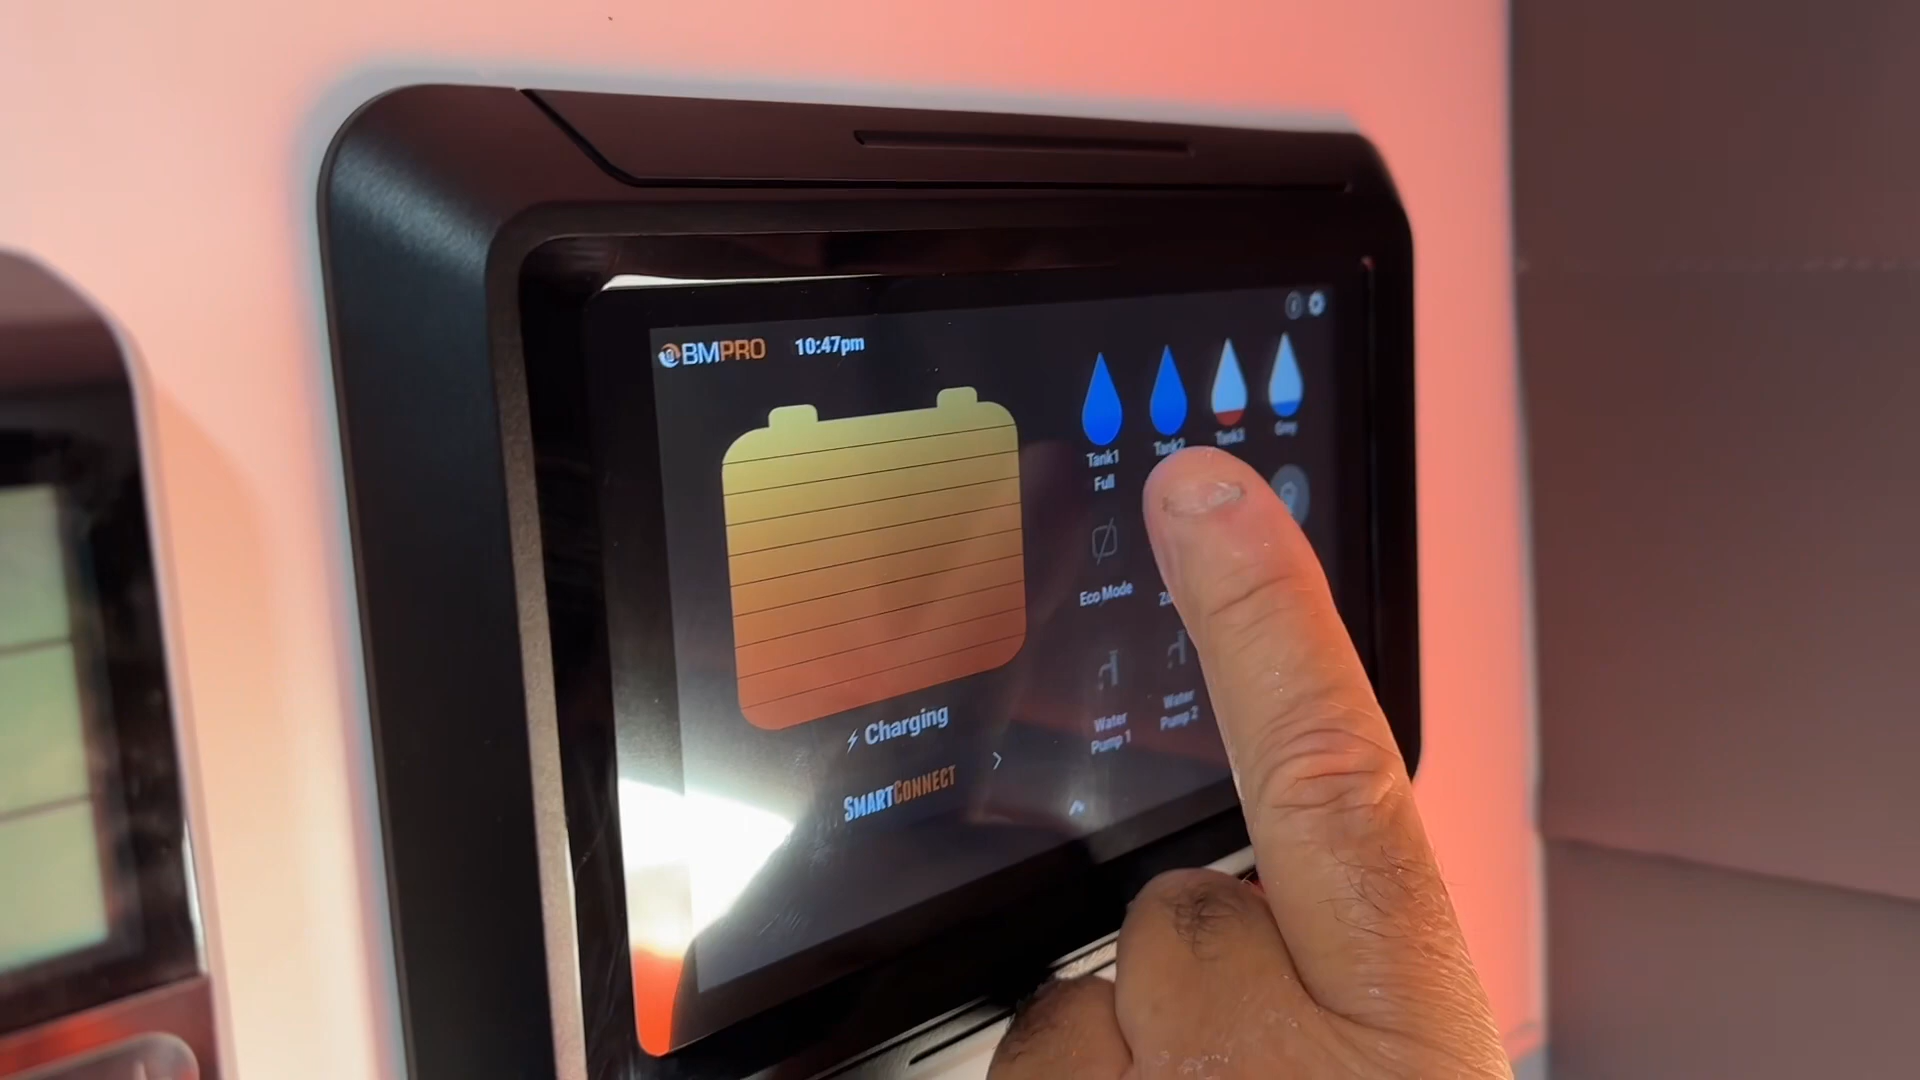 BMPRO
10:47pm
Tank1
Full
Tank2
Tank3
Grey
Eco Mode
Water
Pump 1
Water
Pump 2
Charging
SMARTCONNECT